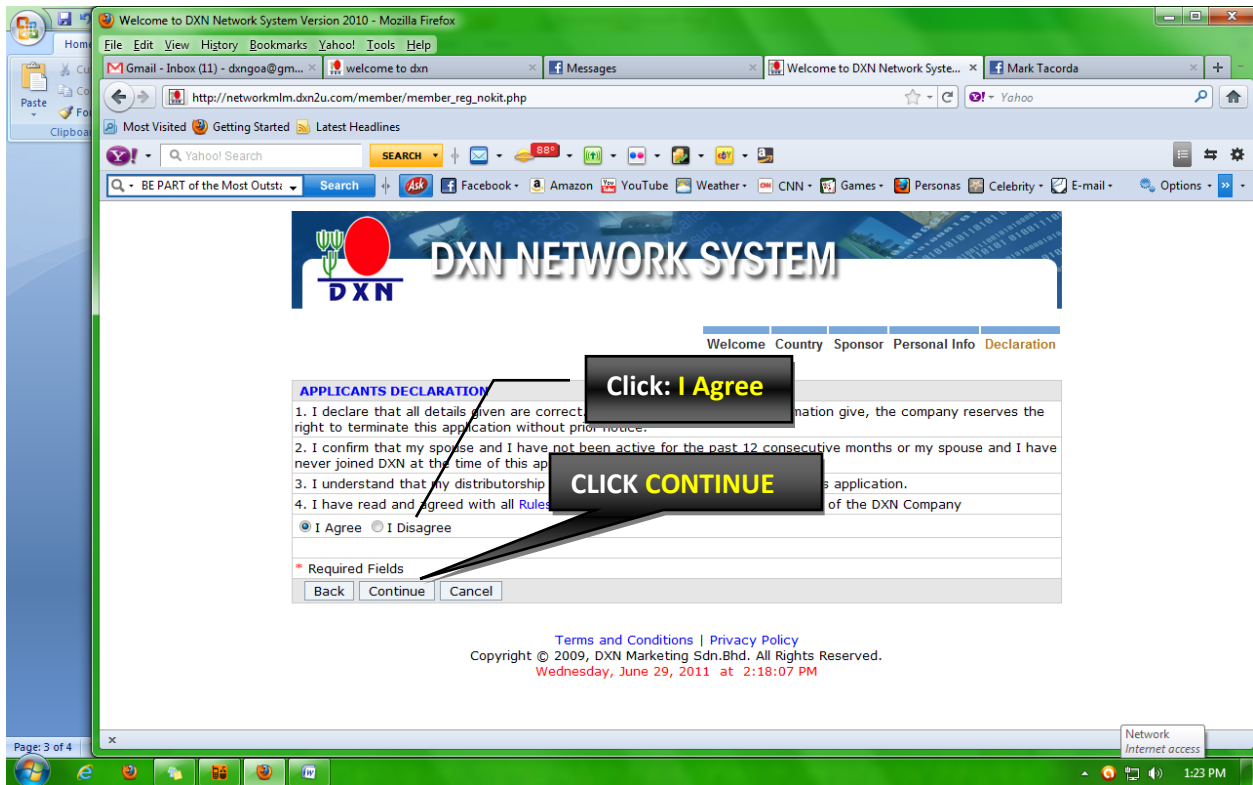 Welcome to DXN Network System Version 2010 - Mozilla Firefox
Home
File Edit View History Bookmarks Yahoo! Tools Help
Gmail - Inbox (11) - dxngoa@gm... welcome to dxn Messages Welcome to DXN Network Syste... Mark Tacorda
Cu
Co
Paste
http://networkmlm.dxn2u.com/member/member_reg_nokit.php Yahoo
For
Clipboa
Most Visited Getting Started Latest Headlines
Yahoo! Search SEARCH 88°
BE PART of the Most Outsta Search Ask Facebook Amazon YouTube Weather CNN Games Personas Celebrity E-mail Options
DXN
DXN NETWORK SYSTEM
Welcome Country Sponsor Personal Info Declaration
Click: I Agree
APPLICANTS DECLARATION
1. I declare that all details given are correct. mation give, the company reserves the
right to terminate this application without prior notice.
2. I confirm that my spouse and I have not been active for the past 12 consecutive months or my spouse and I have
never joined DXN at the time of this ap
CLICK CONTINUE
3. I understand that my distributorship s application.
4. I have read and agreed with all Rules of the DXN Company
I Agree I Disagree
* Required Fields
Back Continue Cancel
Terms and Conditions | Privacy Policy
Copyright © 2009, DXN Marketing Sdn.Bhd. All Rights Reserved.
Wednesday, June 29, 2011 at 2:18:07 PM
Page: 3 of 4 x
Network
Internet access
1:23 PM